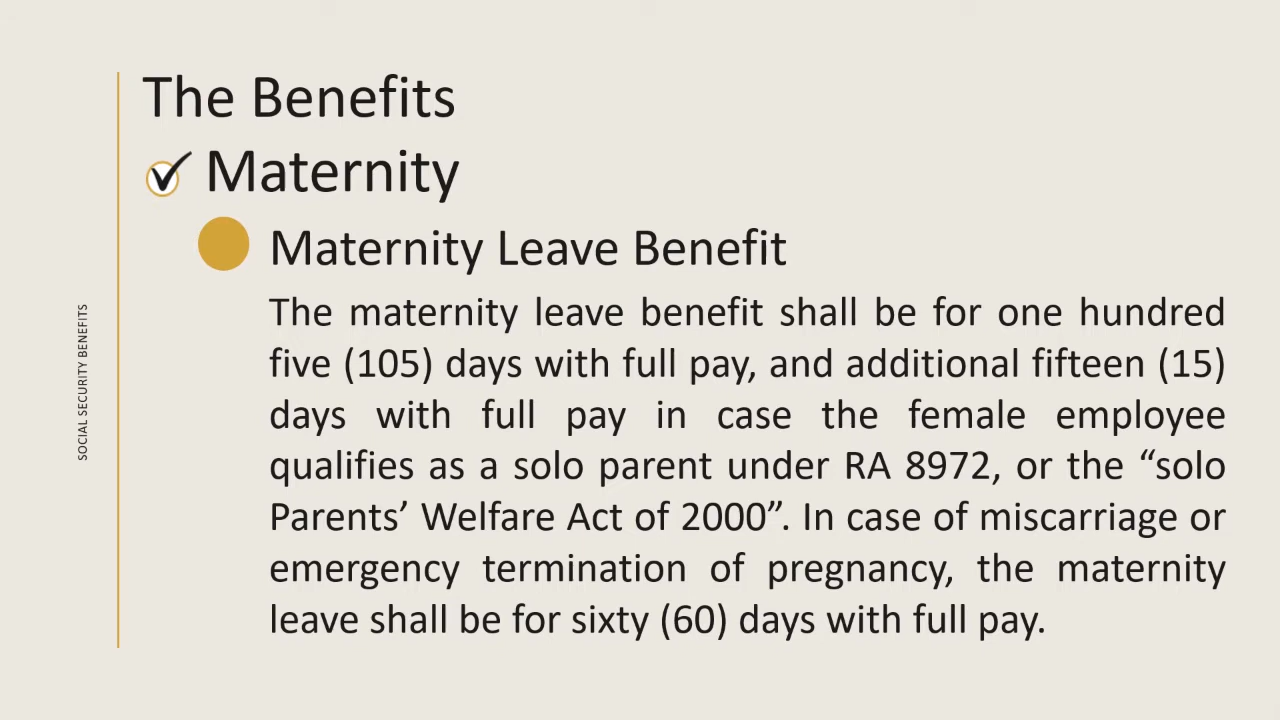 The Benefits
Maternity
Maternity Leave Benefit
The maternity leave benefit shall be for one hundred
five (105) days with full pay, and additional fifteen (15)
days with full pay in case the female employee
qualifies as a solo parent under RA 8972, or the “solo
Parents’ Welfare Act of 2000”. In case of miscarriage or
emergency termination of pregnancy, the maternity
leave shall be for sixty (60) days with full pay.
SOCIAL SECURITY BENEFITS